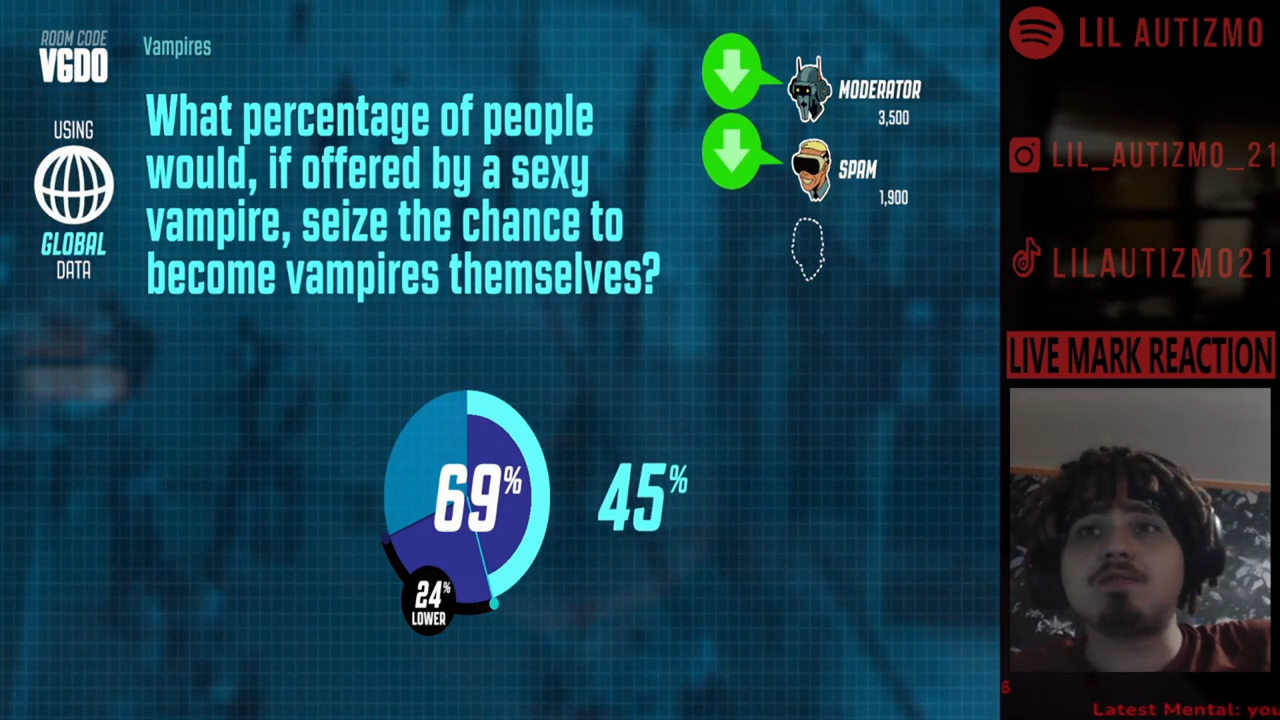 ROOM CODE
V6DO
USING
GLOBAL
DATA
Vampires
What percentage of people
would, if offered by a sexy
vampire, seize the chance to
become vampires themselves?
MODERATOR
3,500
SPAM
1,900
69%
45%
24%
LOWER
LIL AUTIZMO
LIL_AUTIZMO_21
LILAUTIZMO21
LIVE MARK REACTION
6
Latest Mental: you